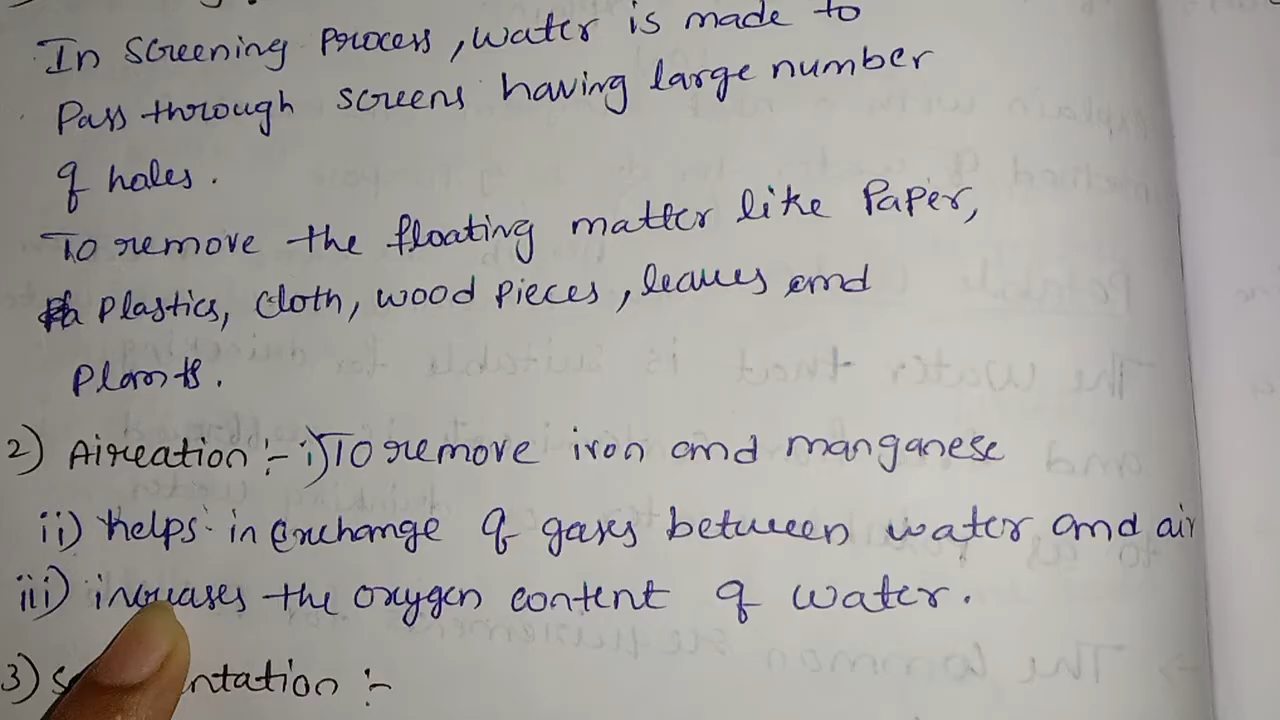 In Screening Process, water is made to
Pass through screens having large number
of holes.
To remove the floating matter like Paper,
Plastics, Cloth, wood Pieces, leaves and
Plants.
2) Aireation :- i) To remove iron and manganese
ii) helps in exchange of gases between water and air
iii) increases the oxygen content of water.
3) :-